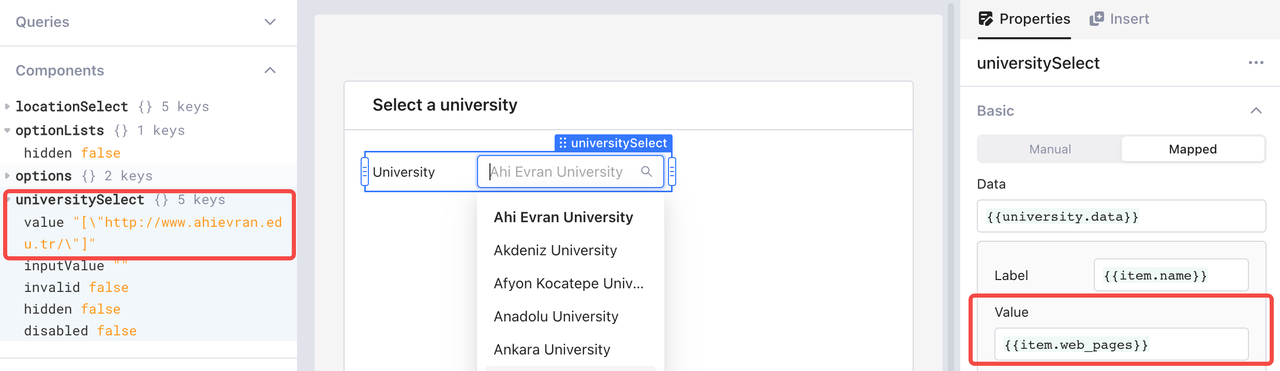 Queries
Components
locationSelect {} 5 keys
optionLists {} 1 keys
hidden false
options {} 2 keys
universitySelect {} 5 keys
value "[\"http://www.ahievran.ed
u.tr/\"]"
inputValue ""
invalid false
hidden false
disabled false
Select a university
universitySelect
University
Ahi Evran University
Ahi Evran University
Akdeniz University
Afyon Kocatepe Univ...
Anadolu University
Ankara University
Properties
Insert
universitySelect
Basic
Manual
Mapped
Data
{{university.data}}
Label
{{item.name}}
Value
{{item.web_pages}}